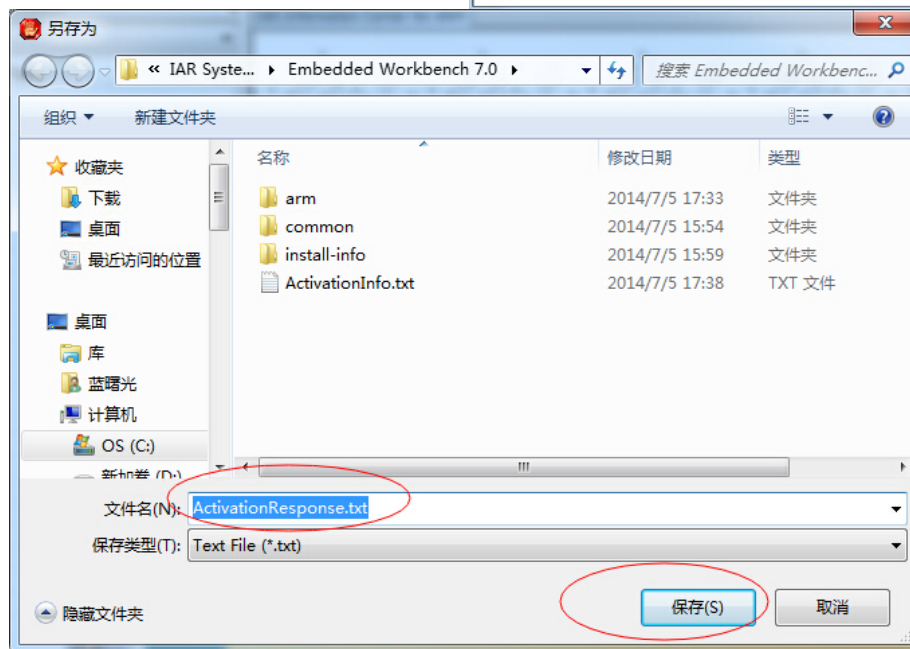 另存为
« IAR Syste... ▸ Embedded Workbench 7.0 ▸
搜索 Embedded Workbenc...
组织 新建文件夹
收藏夹
下载
桌面
最近访问的位置
桌面
库
蓝曙光
计算机
OS (C:)
新加卷 (D:)
名称 修改日期 类型
arm 2014/7/5 17:33 文件夹
common 2014/7/5 15:54 文件夹
install-info 2014/7/5 15:59 文件夹
ActivationInfo.txt 2014/7/5 17:38 TXT 文件
文件名(N): ActivationResponse.txt
保存类型(T): Text File (*.txt)
隐藏文件夹 保存(S) 取消